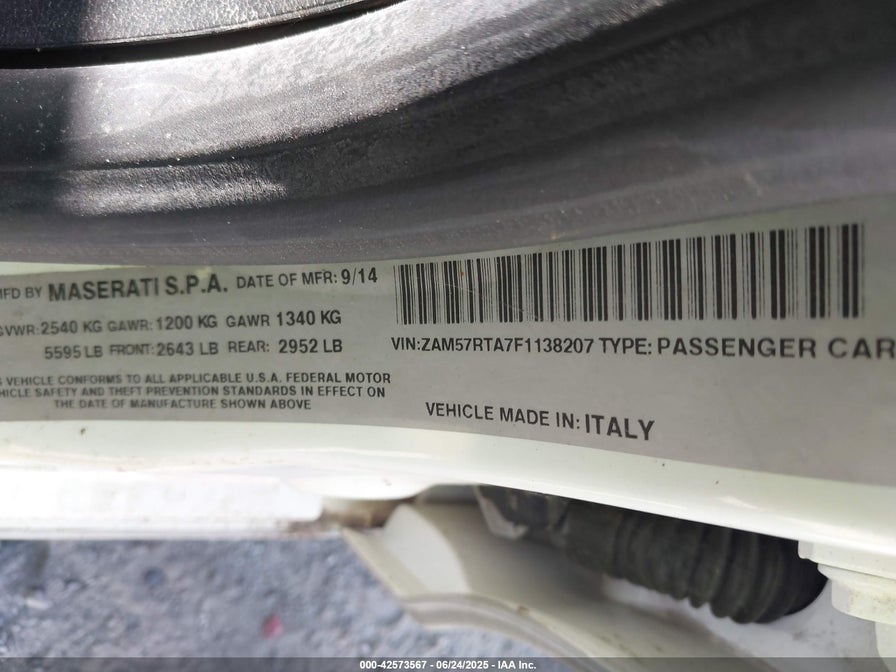 MFD BY MASERATI S.P.A. DATE OF MFR: 9/14
GVWR: 2540 KG GAWR: 1200 KG GAWR 1340 KG
5595 LB FRONT: 2643 LB REAR: 2952 LB
VEHICLE CONFORMS TO ALL APPLICABLE U.S.A. FEDERAL MOTOR
VEHICLE SAFETY AND THEFT PREVENTION STANDARDS IN EFFECT ON
THE DATE OF MANUFACTURE SHOWN ABOVE
VIN: ZAM57RTA7F1138207 TYPE: PASSENGER CAR
VEHICLE MADE IN: ITALY
000-42573567 - 06/24/2025 - IAA Inc.